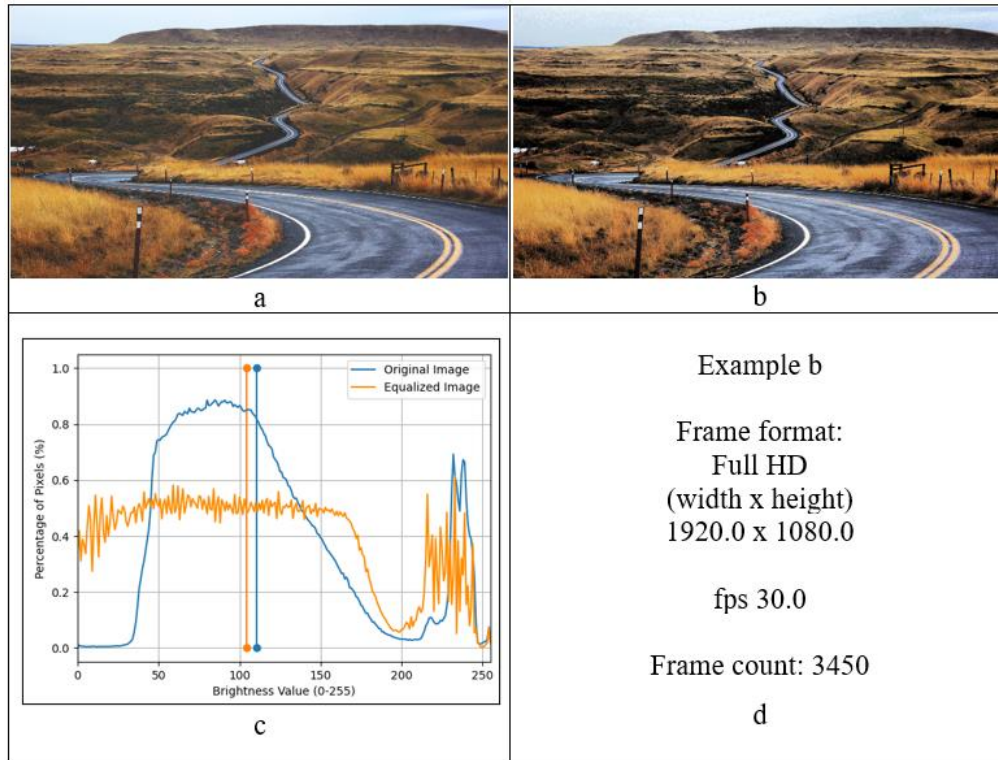 a
b
1.0
0.8
0.6
0.4
0.2
0.0
Percentage of Pixels (%)
Original Image
Equalized Image
0
50
100
150
200
250
Brightness Value (0-255)
c
Example b
Frame format:
Full HD
(width x height)
1920.0 x 1080.0
fps 30.0
Frame count: 3450
d